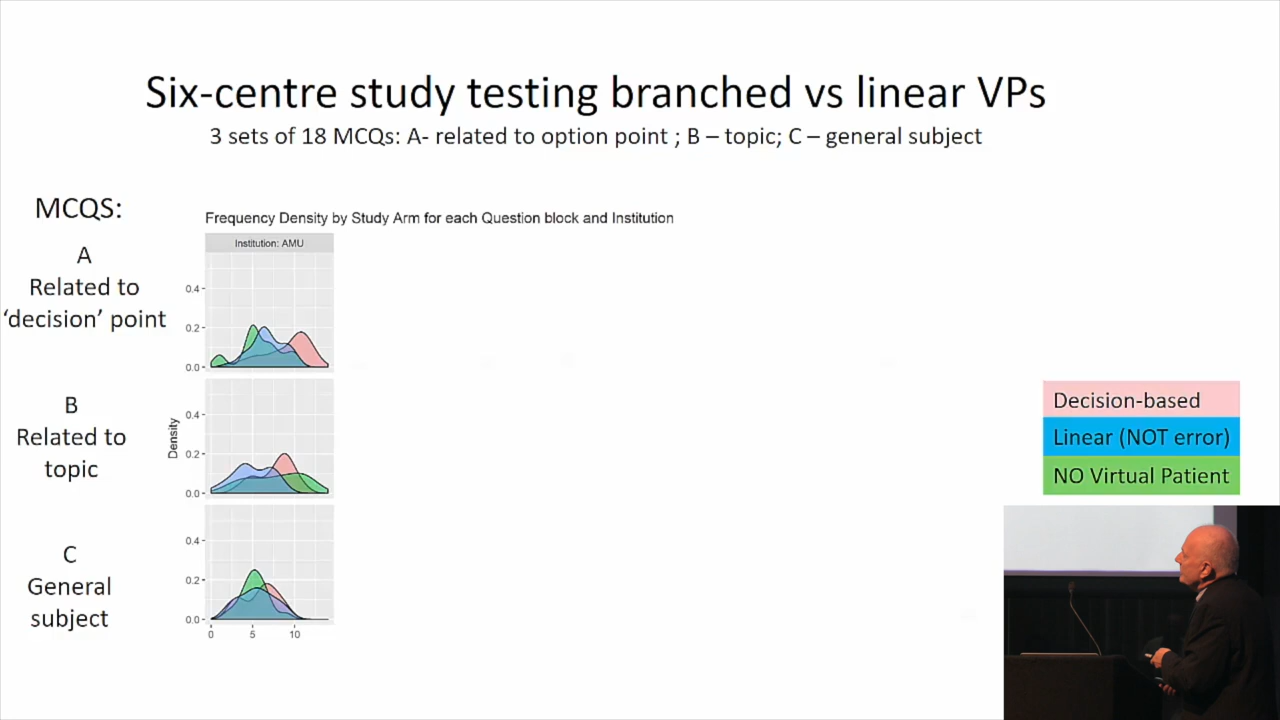 Six-centre study testing branched vs linear VPs
3 sets of 18 MCQs: A- related to option point ; B – topic; C – general subject
MCQS:
A
Related to
‘decision’ point
B
Related to
topic
C
General
subject
Frequency Density by Study Arm for each Question block and Institution
Institution: AMU
0.4
0.2
0.0
0.4
0.2
0.0
0.4
0.2
0.0
Density
0 5 10
Decision-based
Linear (NOT error)
NO Virtual Patient